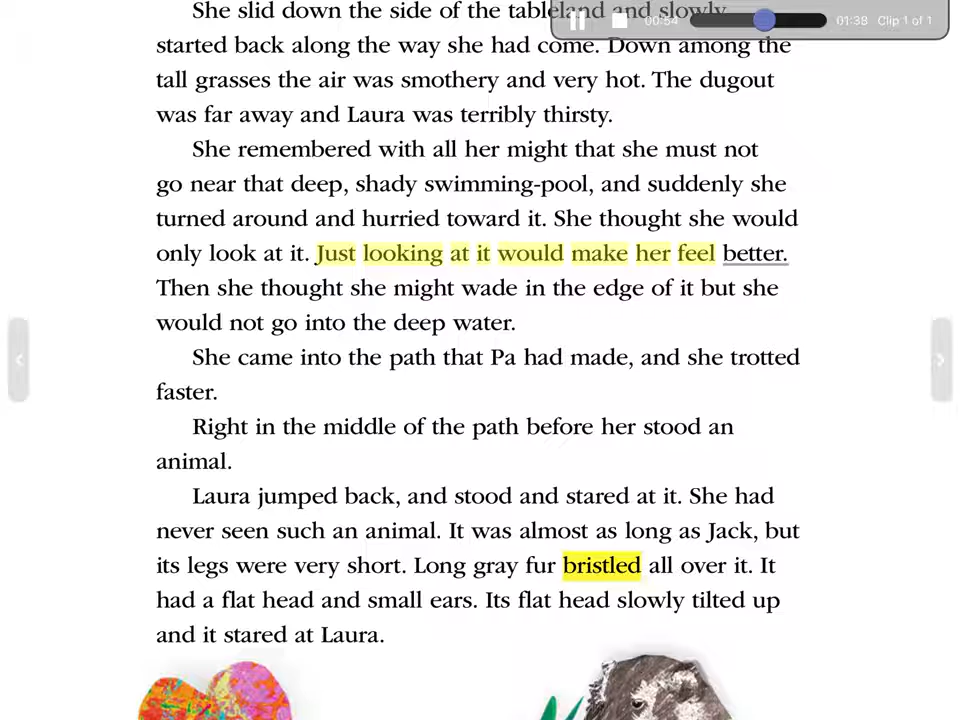 She slid down the side of the tableland and slowly
00:54 01:38 Clip 1 of 1
started back along the way she had come. Down among the
tall grasses the air was smothery and very hot. The dugout
was far away and Laura was terribly thirsty.
She remembered with all her might that she must not
go near that deep, shady swimming-pool, and suddenly she
turned around and hurried toward it. She thought she would
only look at it. Just looking at it would make her feel better.
Then she thought she might wade in the edge of it but she
would not go into the deep water.
She came into the path that Pa had made, and she trotted
faster.
Right in the middle of the path before her stood an
animal.
Laura jumped back, and stood and stared at it. She had
never seen such an animal. It was almost as long as Jack, but
its legs were very short. Long gray fur bristled all over it. It
had a flat head and small ears. Its flat head slowly tilted up
and it stared at Laura.